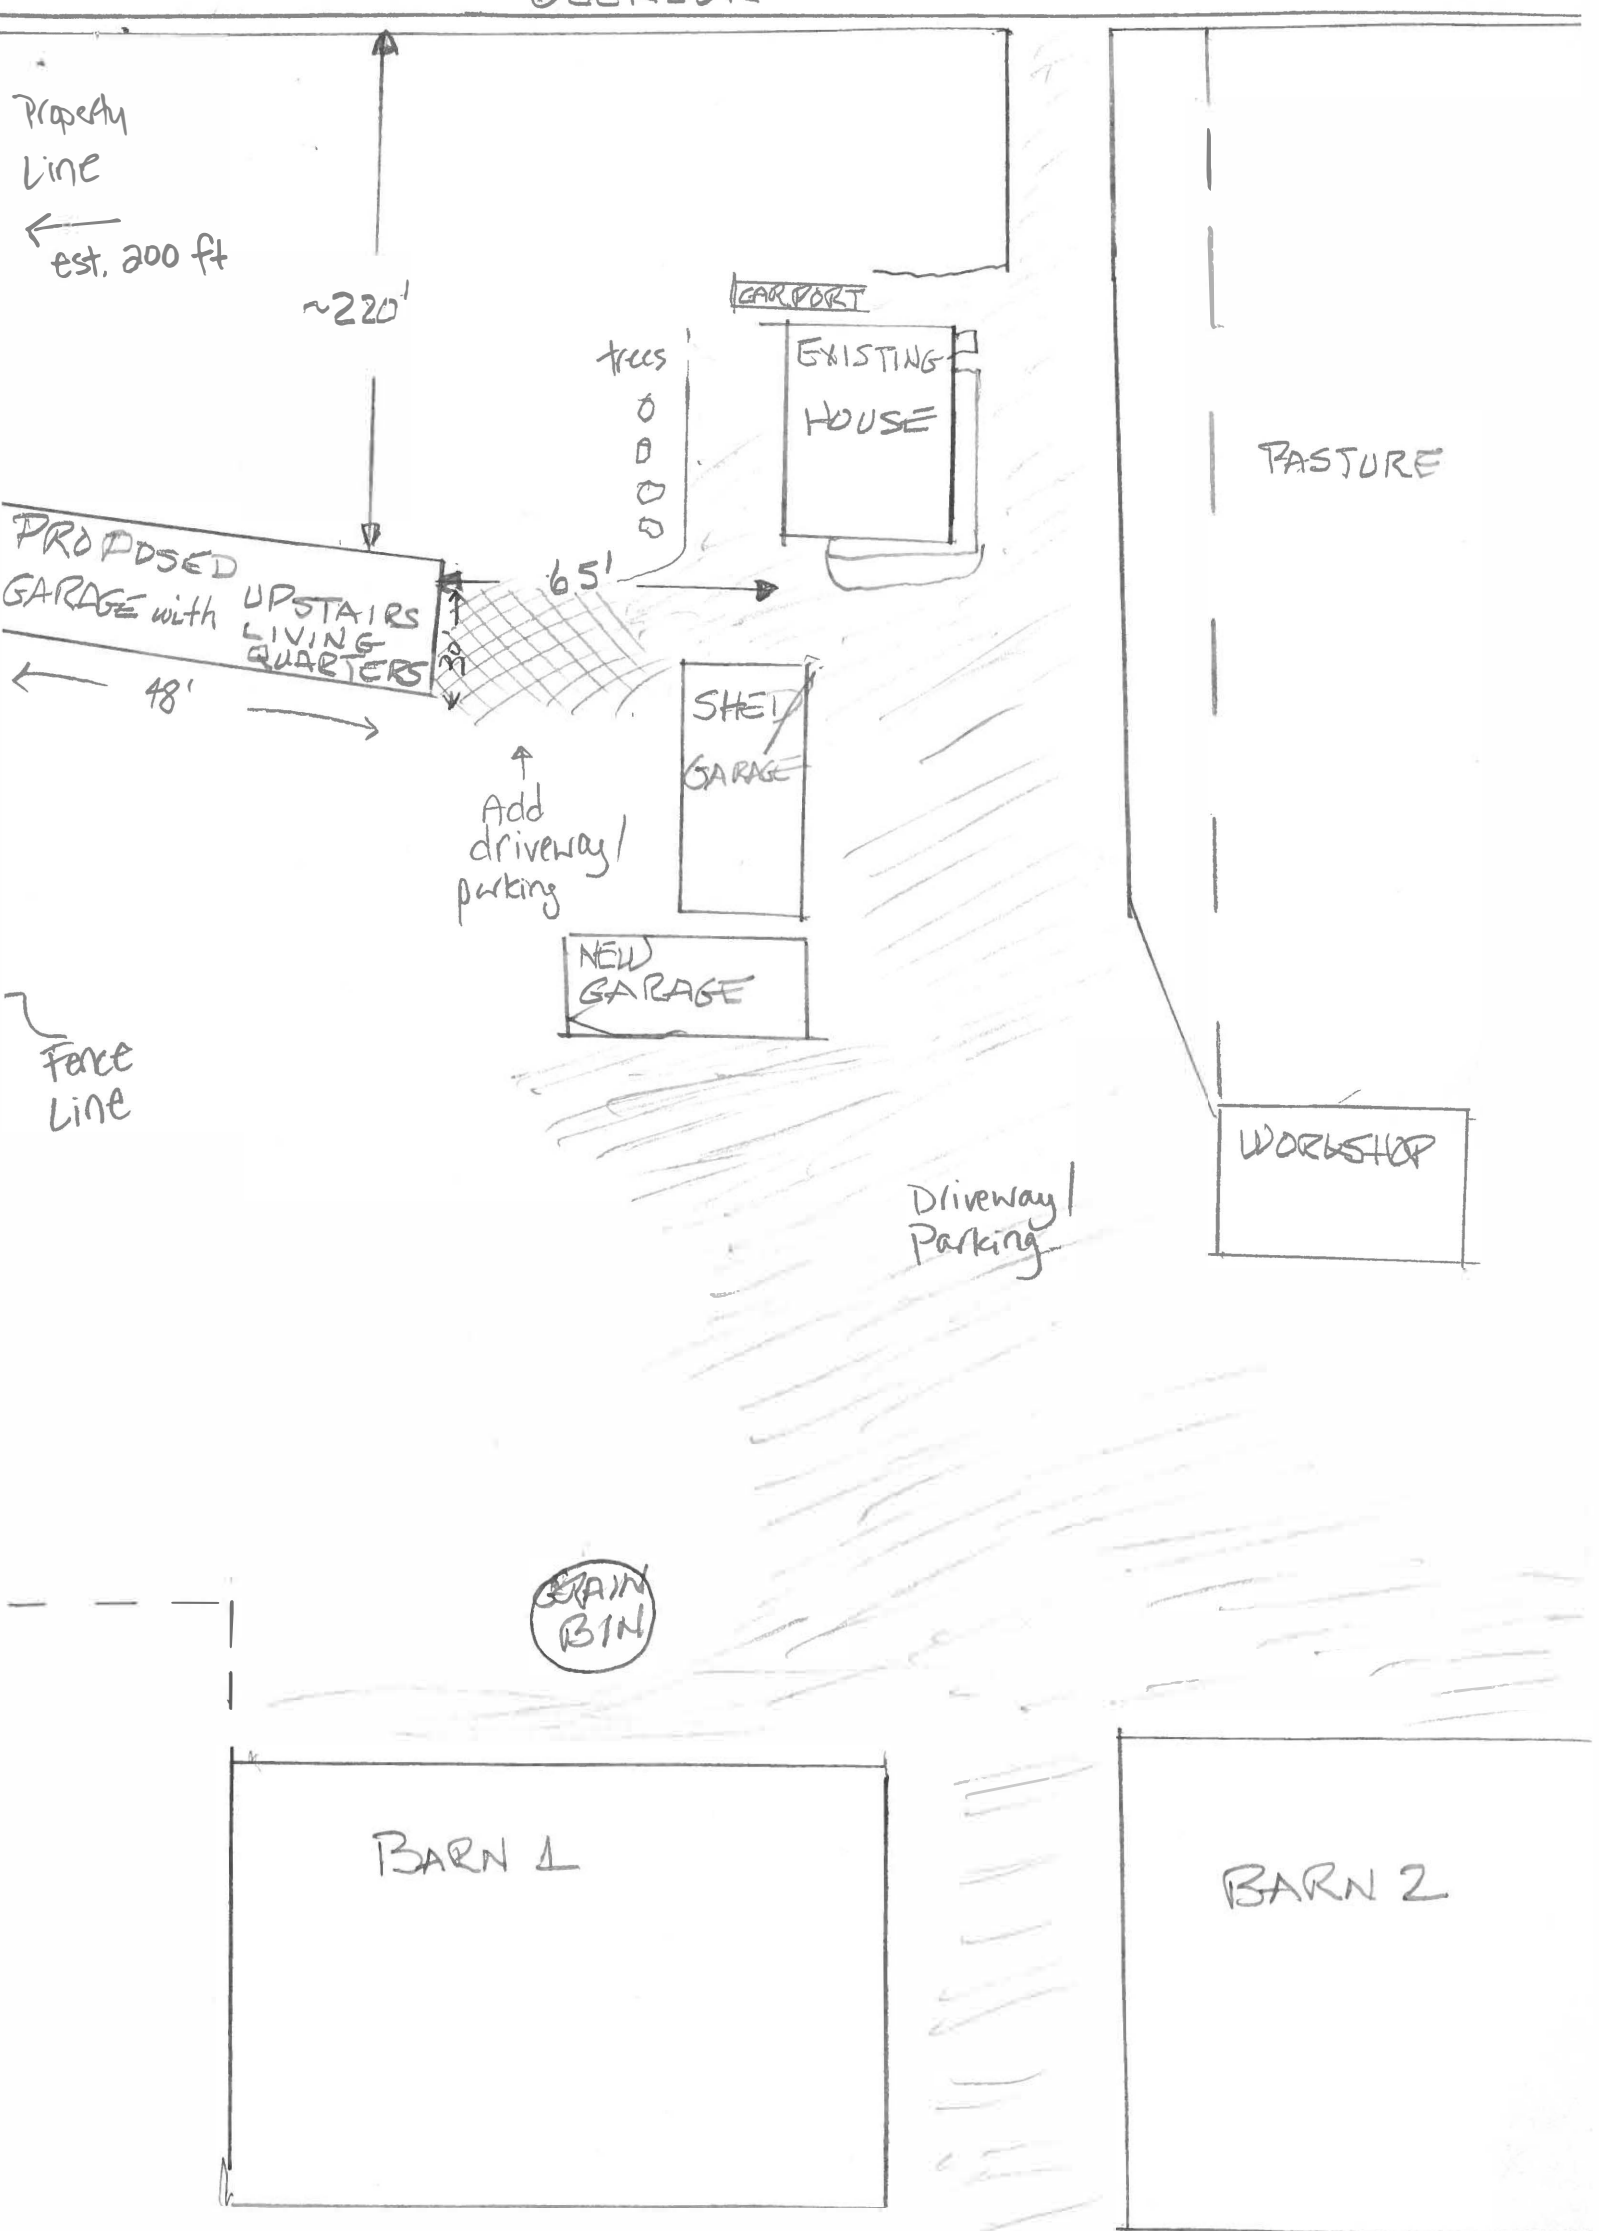 Property
Line
←
est. 200 ft
~220'
CARPORT
trees
EXISTING
HOUSE
PASTURE
PROPOSED
GARAGE with UPSTAIRS
LIVING
QUARTERS
30'
65'
48'
SHED
GARAGE
Add
driveway/
parking
NEW
GARAGE
Fence
Line
WORKSHOP
Driveway/
Parking
GRAIN
BIN
BARN 1
BARN 2